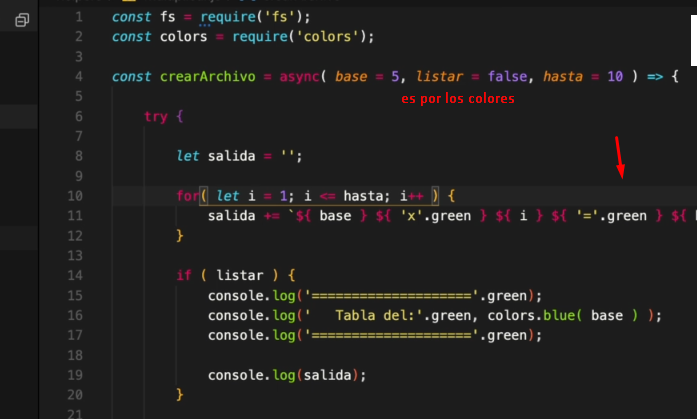 1 const fs = require('fs');
2 const colors = require('colors');
3
4 const crearArchivo = async( base = 5, listar = false, hasta = 10 ) => {
5
es por los colores
6 try {
7
8 let salida = '';
9
10 for( let i = 1; i <= hasta; i++ ) {
11 salida += `${ base } ${ 'x'.green } ${ i } ${ '='.green } ${
12 }
13
14 if ( listar ) {
15 console.log('===================='.green);
16 console.log('   Tabla del:'.green, colors.blue( base ) );
17 console.log('===================='.green);
18
19 console.log(salida);
20 }
21